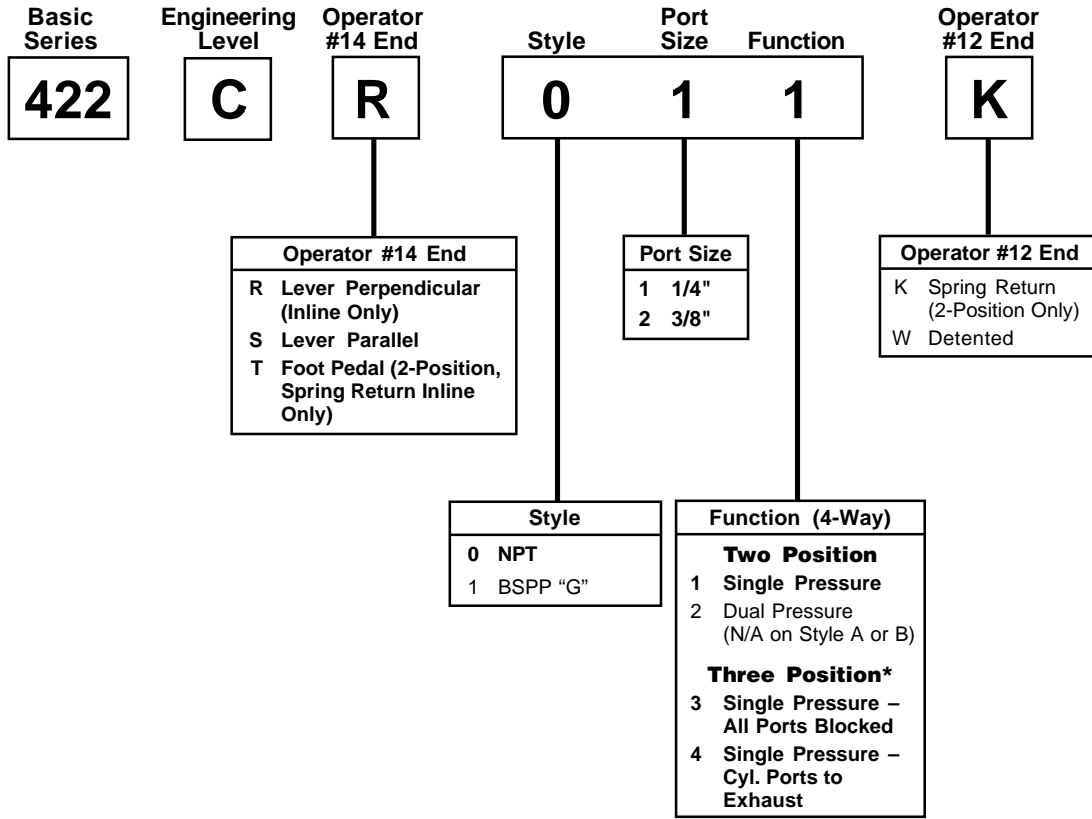 Basic
Series
Engineering
Level
Operator
#14 End
Style
Port
Size
Function
Operator
#12 End
422
C
R
0 1 1
K
Operator #14 End
R Lever Perpendicular
(Inline Only)
S Lever Parallel
T Foot Pedal (2-Position,
Spring Return Inline
Only)
Port Size
1 1/4"
2 3/8"
Operator #12 End
K Spring Return
(2-Position Only)
W Detented
Style
0 NPT
1 BSPP “G”
Function (4-Way)
Two Position
1 Single Pressure
2 Dual Pressure
(N/A on Style A or B)
Three Position*
3 Single Pressure –
All Ports Blocked
4 Single Pressure –
Cyl. Ports to
Exhaust